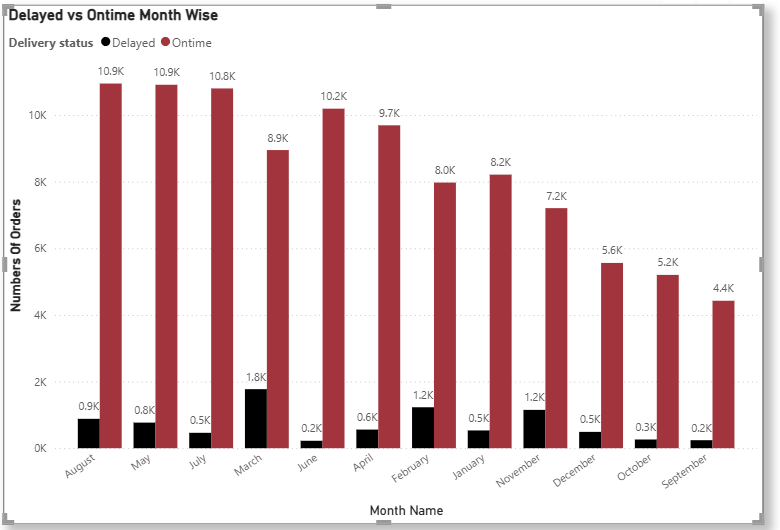 Delayed vs Ontime Month Wise
Delivery status Delayed Ontime
Numbers Of Orders
10K
8K
6K
4K
2K
0K
0.9K 10.9K
0.8K 10.9K
0.5K 10.8K
1.8K 8.9K
0.2K 10.2K
0.6K 9.7K
1.2K 8.0K
0.5K 8.2K
1.2K 7.2K
0.5K 5.6K
0.3K 5.2K
0.2K 4.4K
August
May
July
March
June
April
February
January
November
December
October
September
Month Name